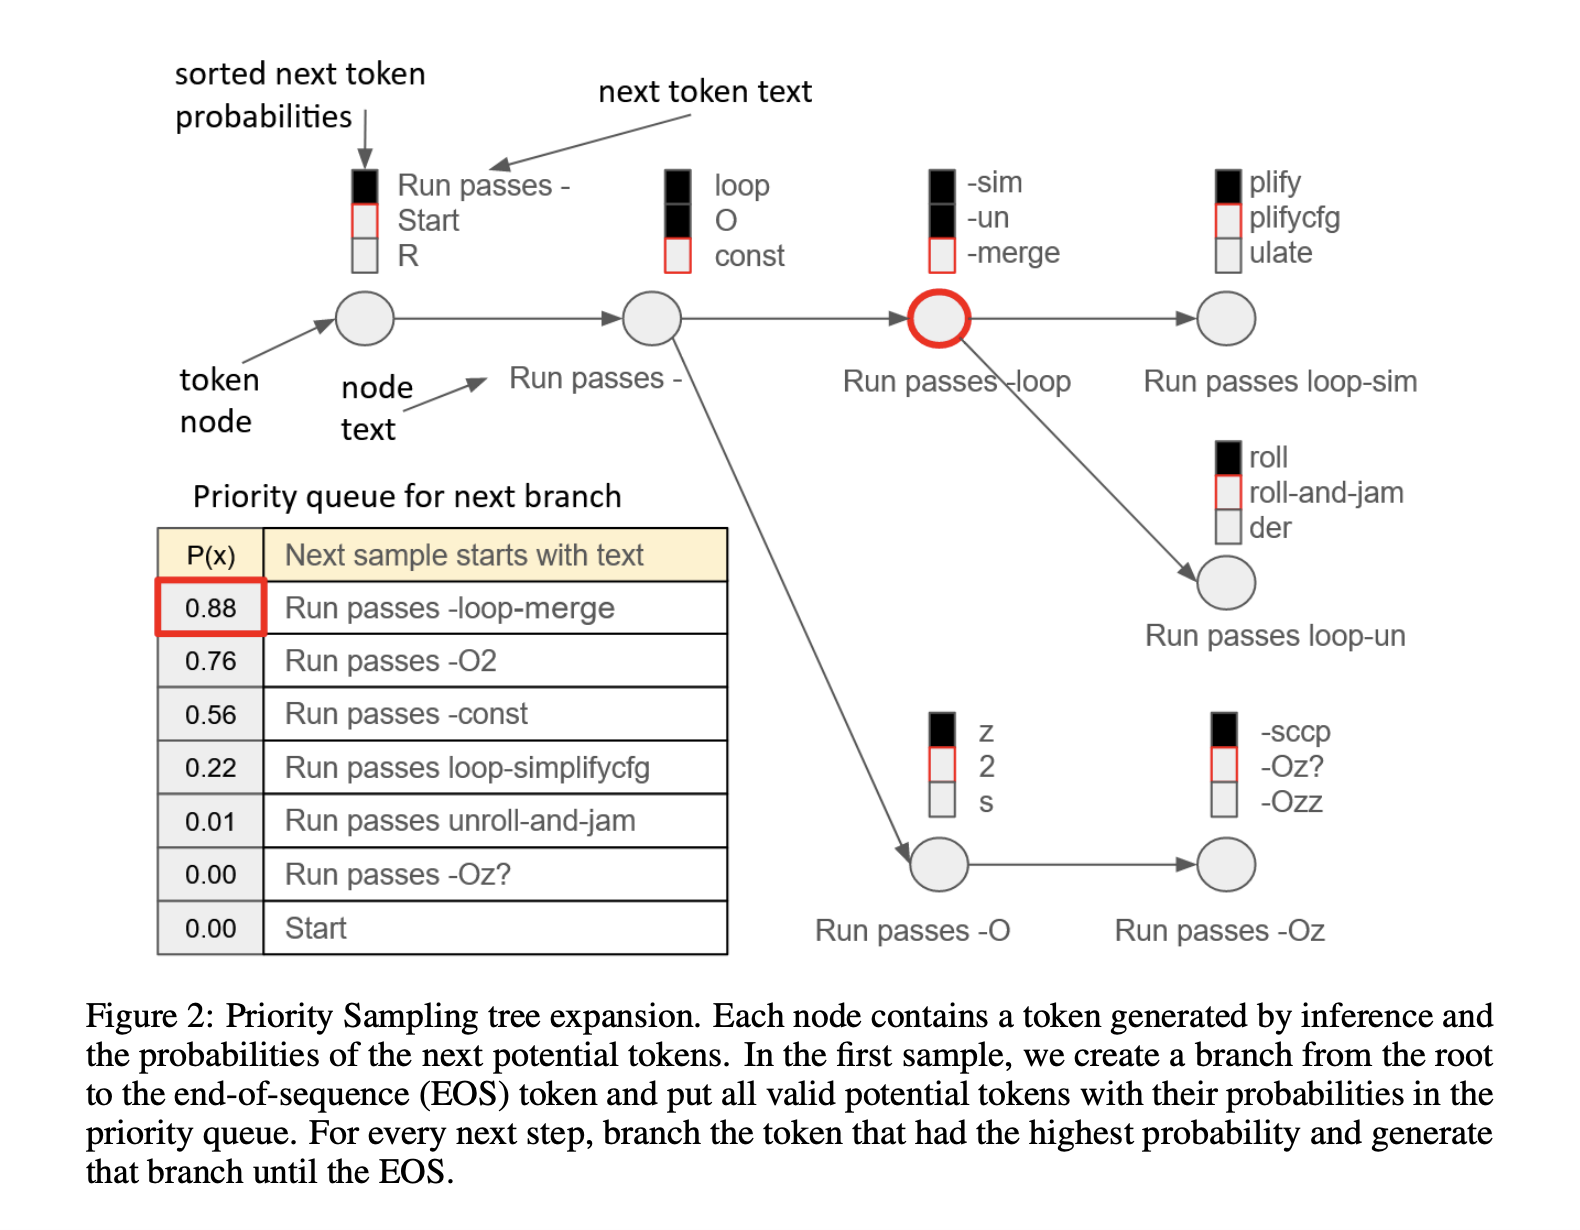 sorted next token
probabilities
next token text
Run passes -
Start
R
loop
O
const
-sim
-un
-merge
plify
plifycfg
ulate
token
node
node
text
Run passes -
Run passes -loop
Run passes loop-sim
roll
roll-and-jam
der
Run passes loop-un
Priority queue for next branch
P(x) Next sample starts with text
0.88 Run passes -loop-merge
0.76 Run passes -O2
0.56 Run passes -const
0.22 Run passes loop-simplifycfg
0.01 Run passes unroll-and-jam
0.00 Run passes -Oz?
0.00 Start
z
2
s
-sccp
-Oz?
-Ozz
Run passes -O
Run passes -Oz
Figure 2: Priority Sampling tree expansion. Each node contains a token generated by inference and
the probabilities of the next potential tokens. In the first sample, we create a branch from the root
to the end-of-sequence (EOS) token and put all valid potential tokens with their probabilities in the
priority queue. For every next step, branch the token that had the highest probability and generate
that branch until the EOS.